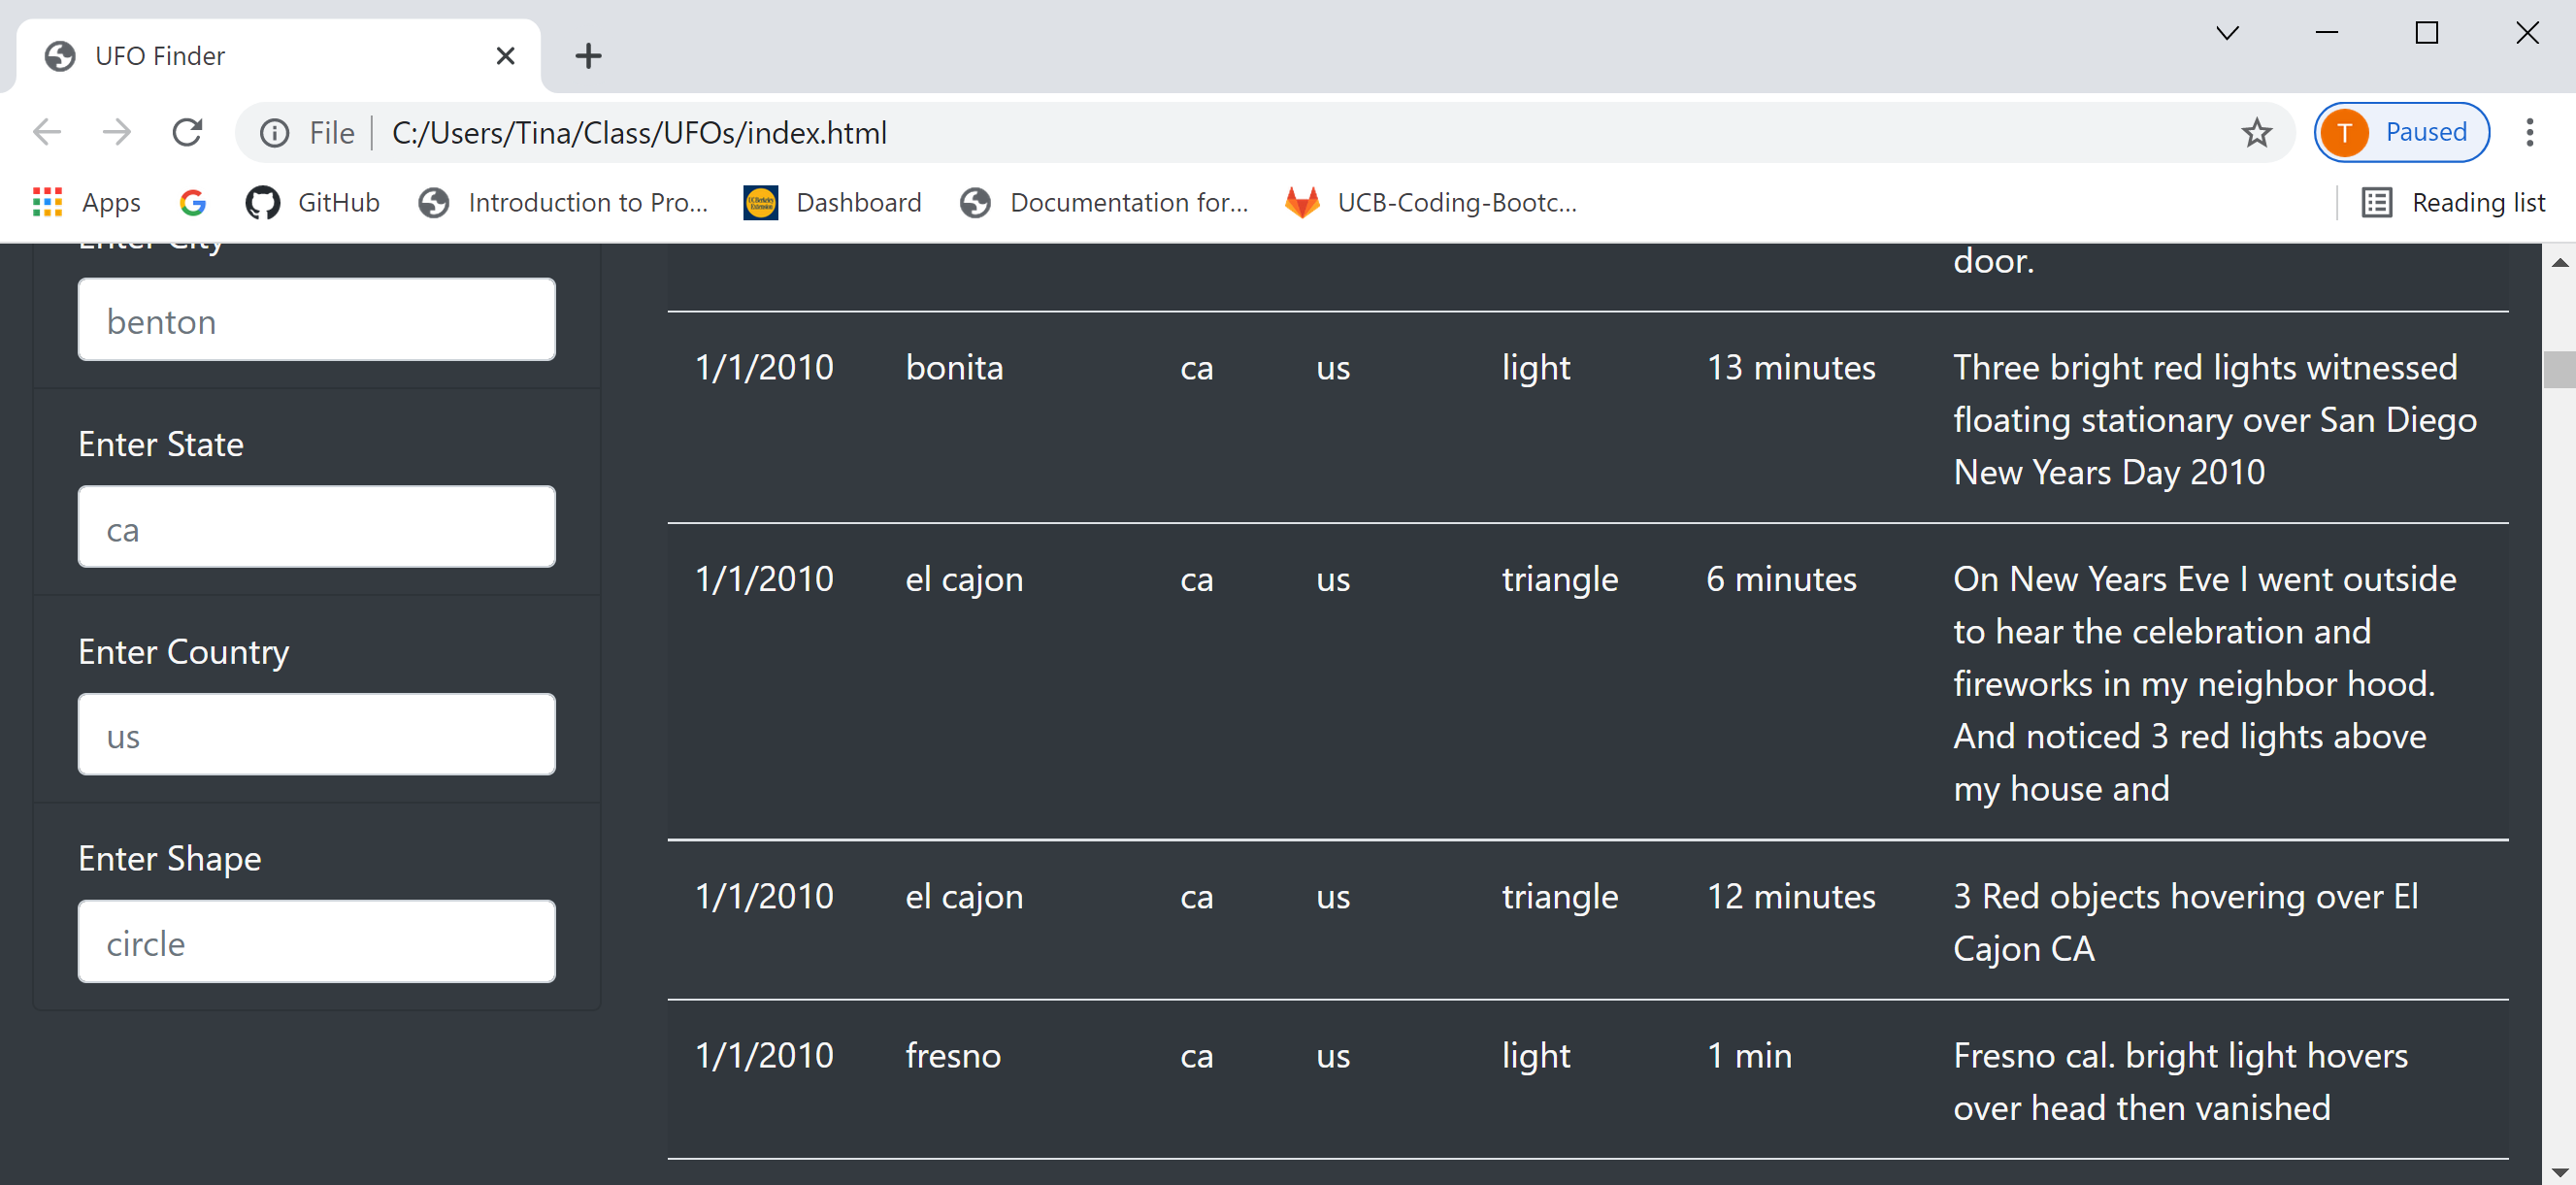 UFO Finder
File
C:/Users/Tina/Class/UFOs/index.html
T
Paused
Apps
GitHub
Introduction to Pro...
Dashboard
Documentation for...
UCB-Coding-Bootc...
Reading list
Enter City
benton
Enter State
ca
Enter Country
us
Enter Shape
circle
door.
1/1/2010 bonita ca us light 13 minutes Three bright red lights witnessed
floating stationary over San Diego
New Years Day 2010
1/1/2010 el cajon ca us triangle 6 minutes On New Years Eve I went outside
to hear the celebration and
fireworks in my neighbor hood.
And noticed 3 red lights above
my house and
1/1/2010 el cajon ca us triangle 12 minutes 3 Red objects hovering over El
Cajon CA
1/1/2010 fresno ca us light 1 min Fresno cal. bright light hovers
over head then vanished